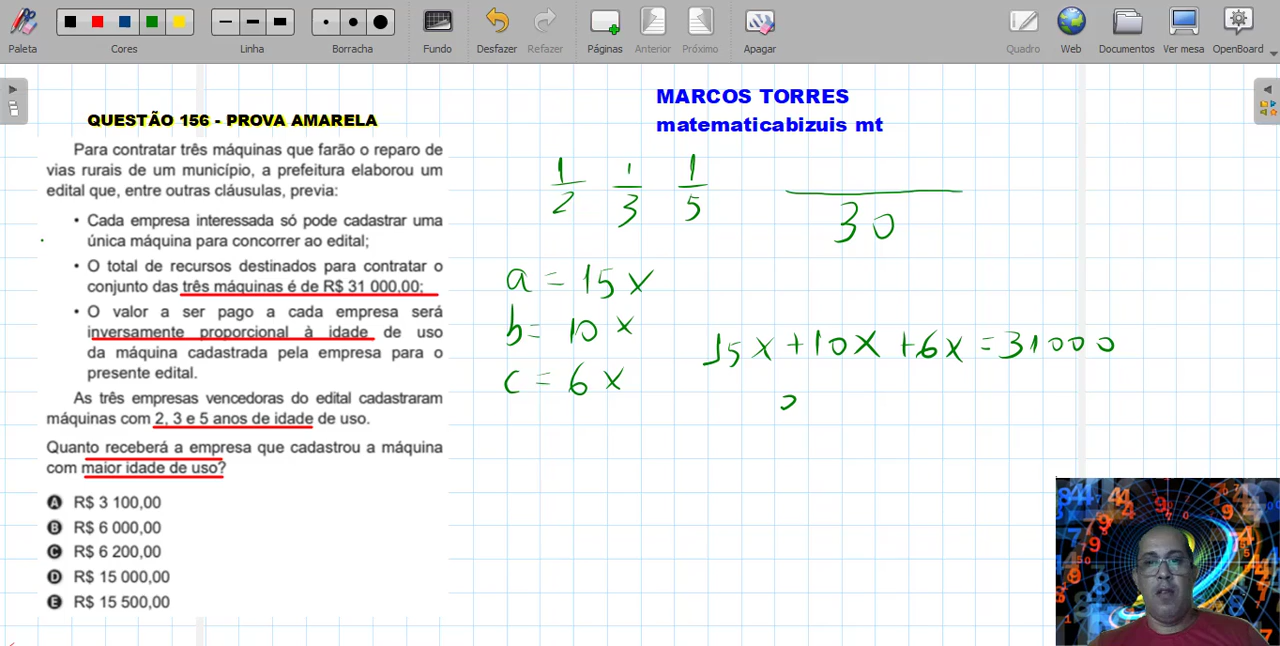 Paleta
Cores
Linha
Borracha
Fundo
Desfazer
Refazer
Páginas
Anterior
Próximo
Apagar
Quadro
Web
Documentos
Ver mesa
OpenBoard
MARCOS TORRES
matematicabizuis mt
QUESTÃO 156 - PROVA AMARELA
Para contratar três máquinas que farão o reparo de
vias rurais de um município, a prefeitura elaborou um
edital que, entre outras cláusulas, previa:
• Cada empresa interessada só pode cadastrar uma
única máquina para concorrer ao edital;
• O total de recursos destinados para contratar o
conjunto das três máquinas é de R$ 31 000,00;
• O valor a ser pago a cada empresa será
inversamente proporcional à idade de uso
da máquina cadastrada pela empresa para o
presente edital.
As três empresas vencedoras do edital cadastraram
máquinas com 2, 3 e 5 anos de idade de uso.
Quanto receberá a empresa que cadastrou a máquina
com maior idade de uso?
A R$ 3 100,00
B R$ 6 000,00
C R$ 6 200,00
D R$ 15 000,00
E R$ 15 500,00
1/2 1/3 1/5
30
a = 15x
b = 10x
c = 6x
15x + 10x + 6x = 31000